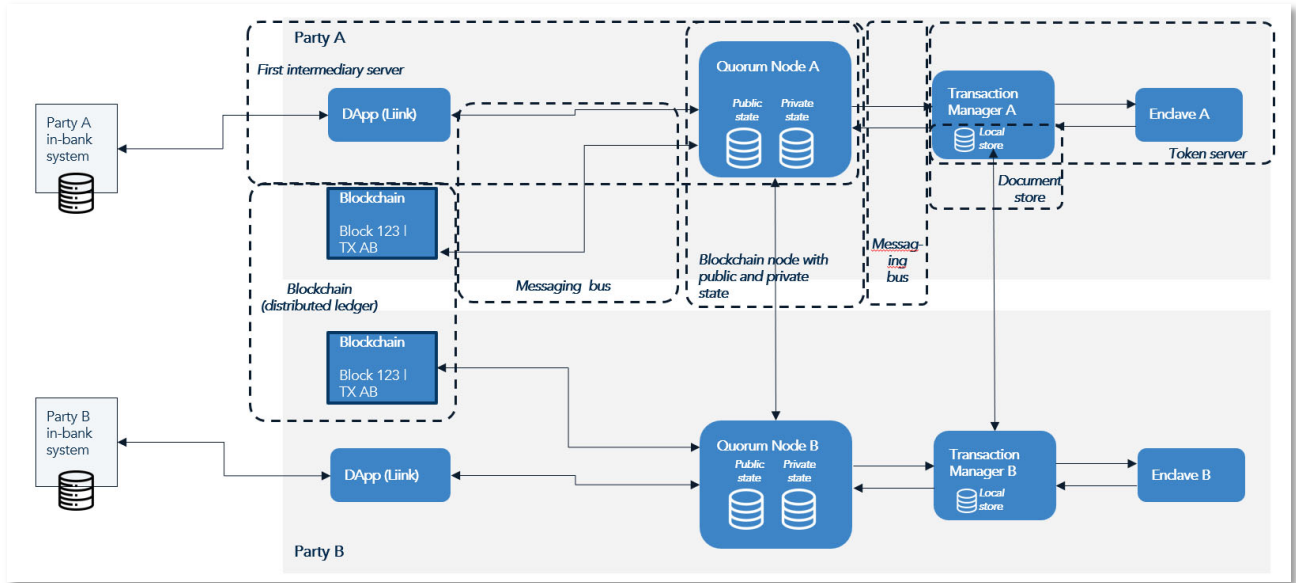 Party A
First intermediary server
Party A
in-bank
system
DApp (Liink)
Quorum Node A
Public
state
Private
state
Transaction
Manager A
Local
store
Enclave A
Token server
Document
store
Blockchain
Block 123 |
TX AB
Messag-
ing
bus
Blockchain node with
public and private
state
Messaging bus
Blockchain
(distributed ledger)
Blockchain
Block 123 |
TX AB
Party B
in-bank
system
DApp (Liink)
Quorum Node B
Public
state
Private
state
Transaction
Manager B
Local
store
Enclave B
Party B